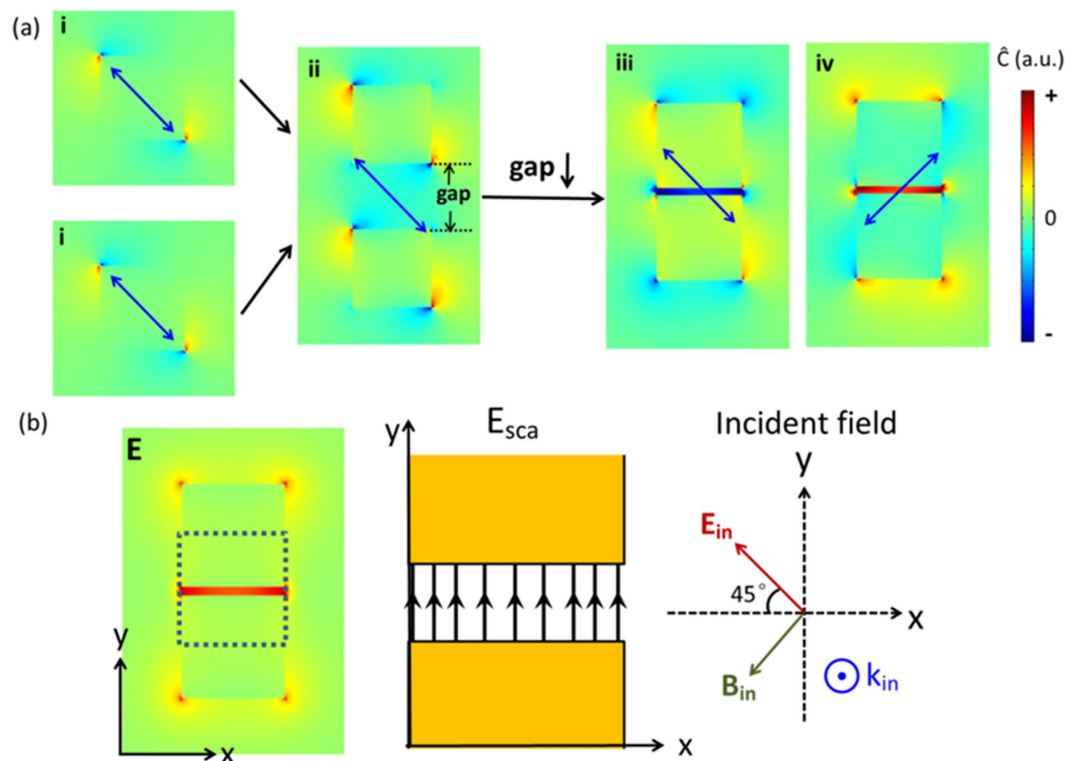 (a)
i
ii
iii
iv
Ĉ (a.u.)
+
gap
gap ↓
0
i
-
(b)
E
y
x
E_sca
y
x
Incident field
y
E_in
45°
x
B_in
k_in